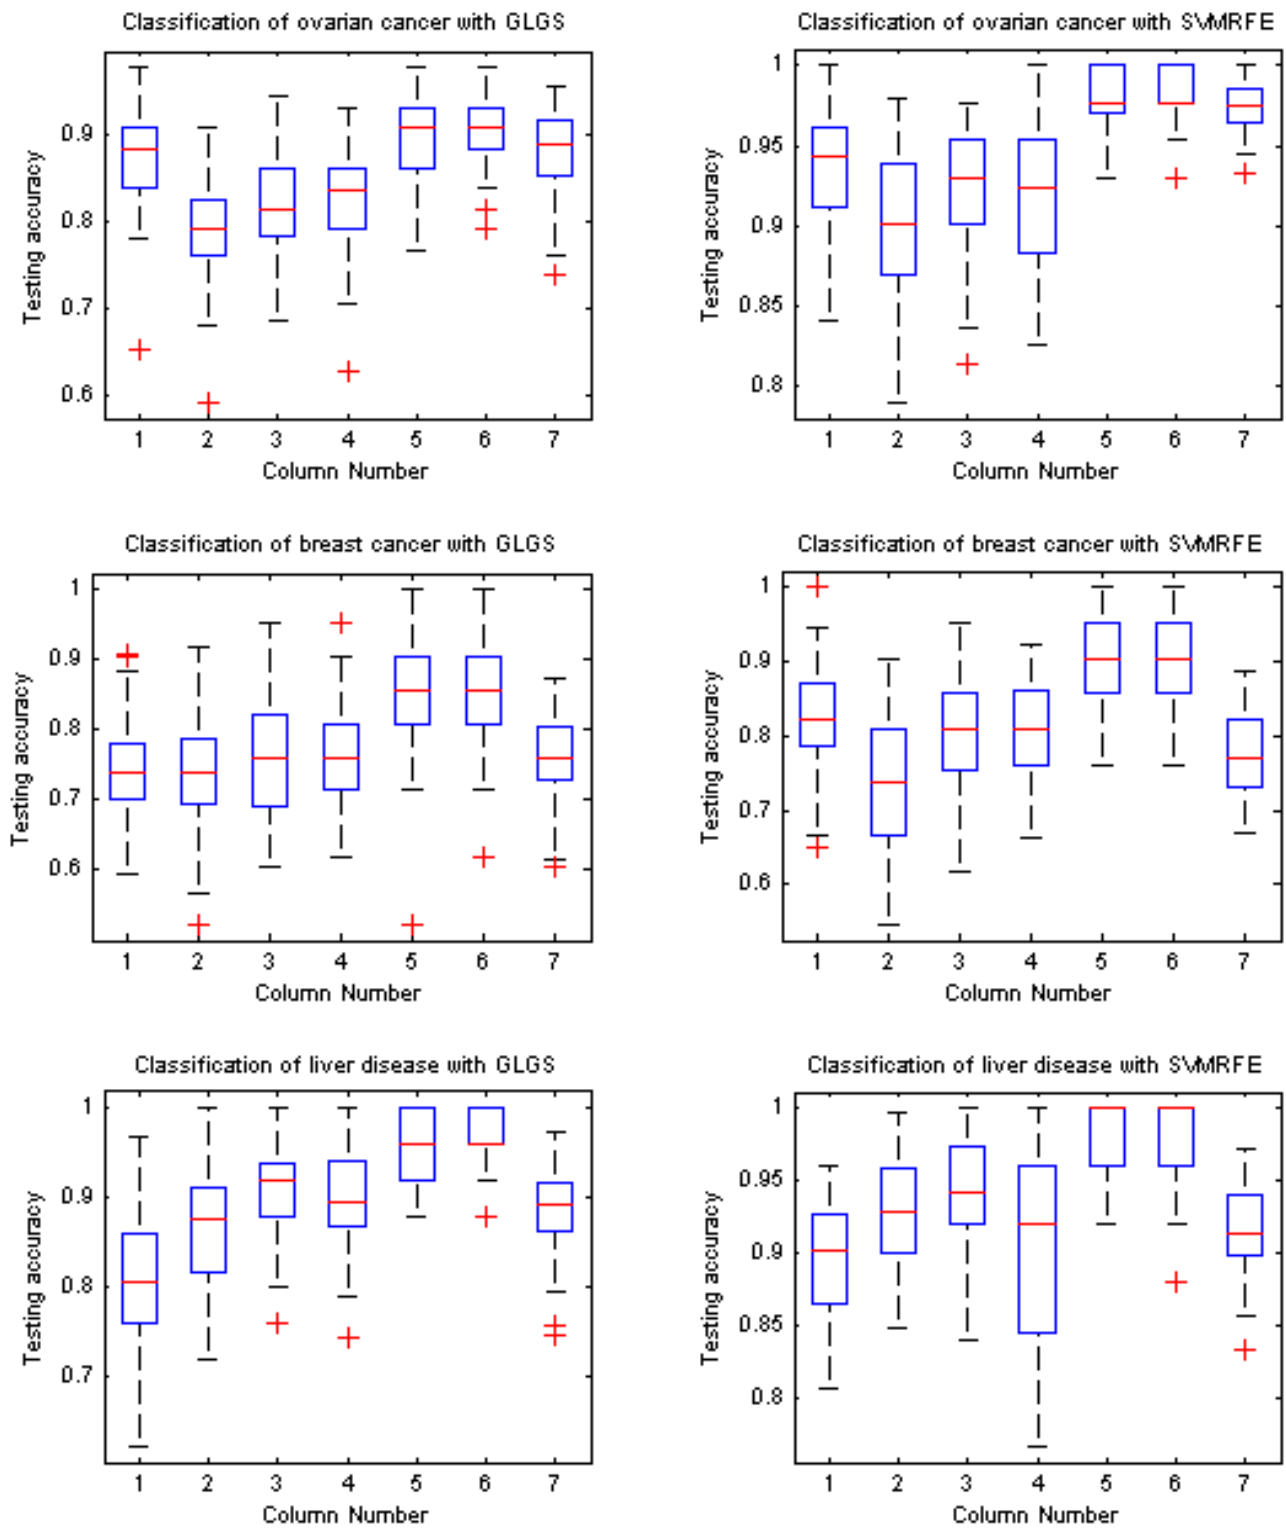 Classification of ovarian cancer with GLGS
Testing accuracy
0.9
0.8
0.7
0.6
1 2 3 4 5 6 7
Column Number
Classification of ovarian cancer with SVMRFE
Testing accuracy
1
0.95
0.9
0.85
0.8
1 2 3 4 5 6 7
Column Number
Classification of breast cancer with GLGS
Testing accuracy
1
0.9
0.8
0.7
0.6
1 2 3 4 5 6 7
Column Number
Classification of breast cancer with SVMRFE
Testing accuracy
1
0.9
0.8
0.7
0.6
1 2 3 4 5 6 7
Column Number
Classification of liver disease with GLGS
Testing accuracy
1
0.9
0.8
0.7
1 2 3 4 5 6 7
Column Number
Classification of liver disease with SVMRFE
Testing accuracy
1
0.95
0.9
0.85
0.8
1 2 3 4 5 6 7
Column Number